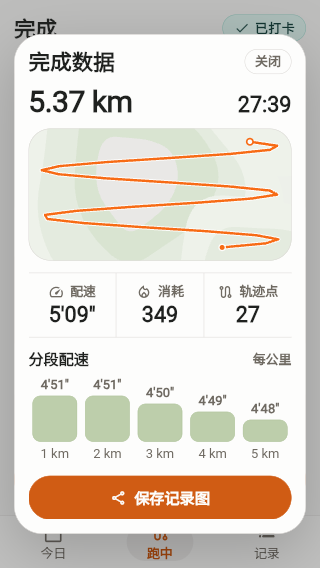 完成
已打卡
完成数据
关闭
5.37 km
27:39
配速
消耗
轨迹点
5'09"
349
27
分段配速
每公里
4'51"
4'51"
4'50"
4'49"
4'48"
1 km
2 km
3 km
4 km
5 km
保存记录图
今日
跑中
记录